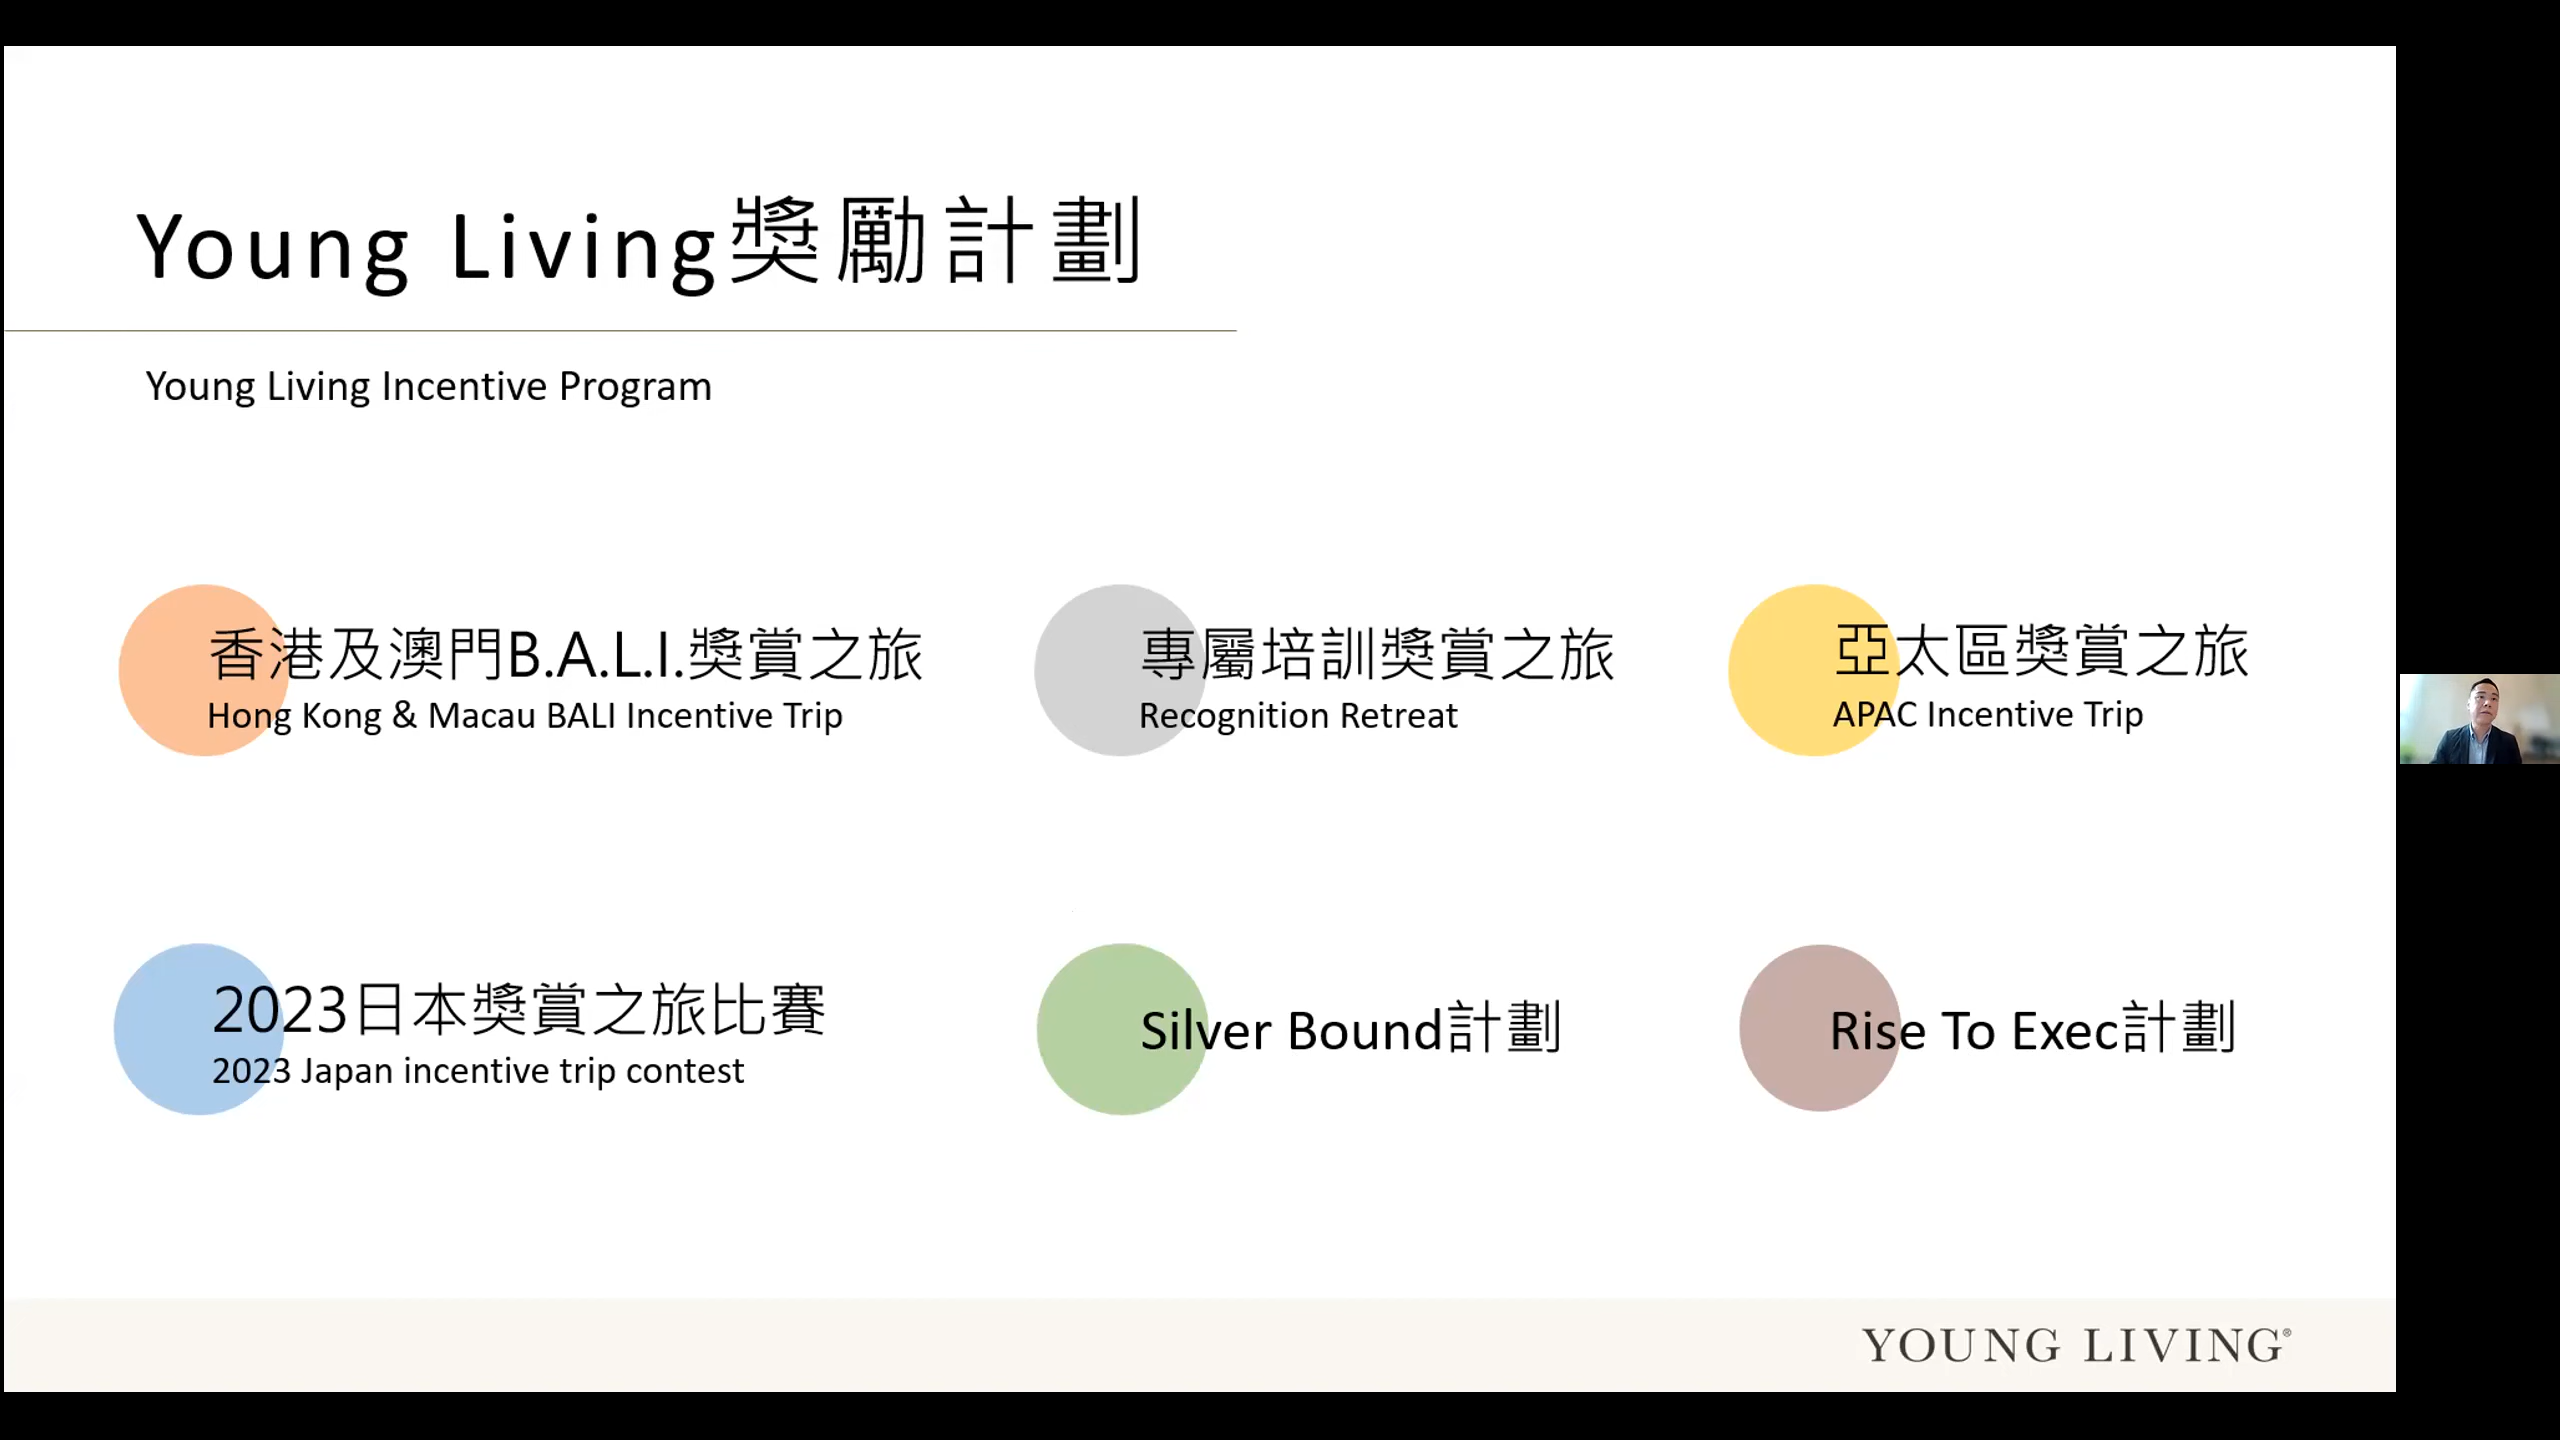 Young Living獎勵計劃
Young Living Incentive Program
香港及澳門B.A.L.I.獎賞之旅
Hong Kong & Macau BALI Incentive Trip
專屬培訓獎賞之旅
Recognition Retreat
亞太區獎賞之旅
APAC Incentive Trip
2023日本獎賞之旅比賽
2023 Japan incentive trip contest
Silver Bound計劃
Rise To Exec計劃
YOUNG LIVING®